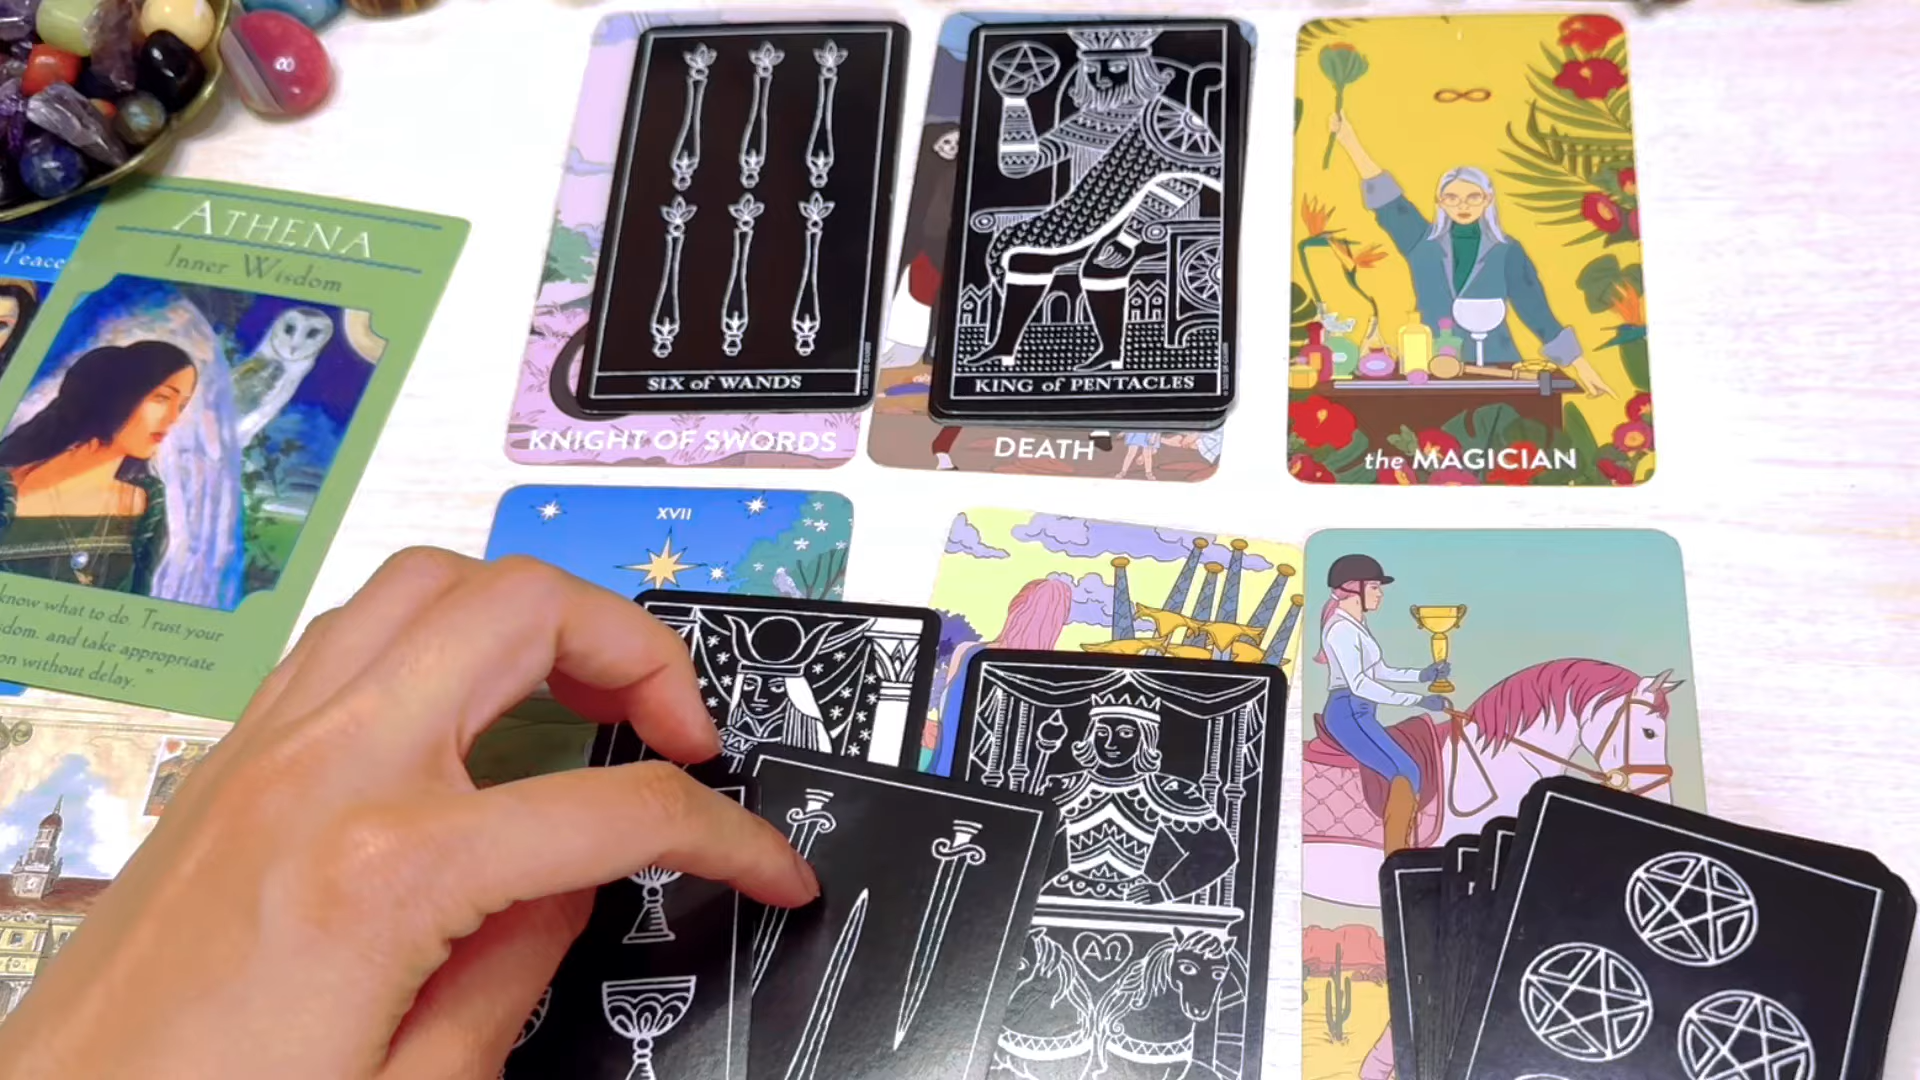 Peace
ATHENA
Inner Wisdom
know what to do. Trust your
dom, and take appropriate
on without delay."
SIX of WANDS
KNIGHT OF SWORDS
KING of PENTACLES
DEATH
the MAGICIAN
XVII
ΑΩ